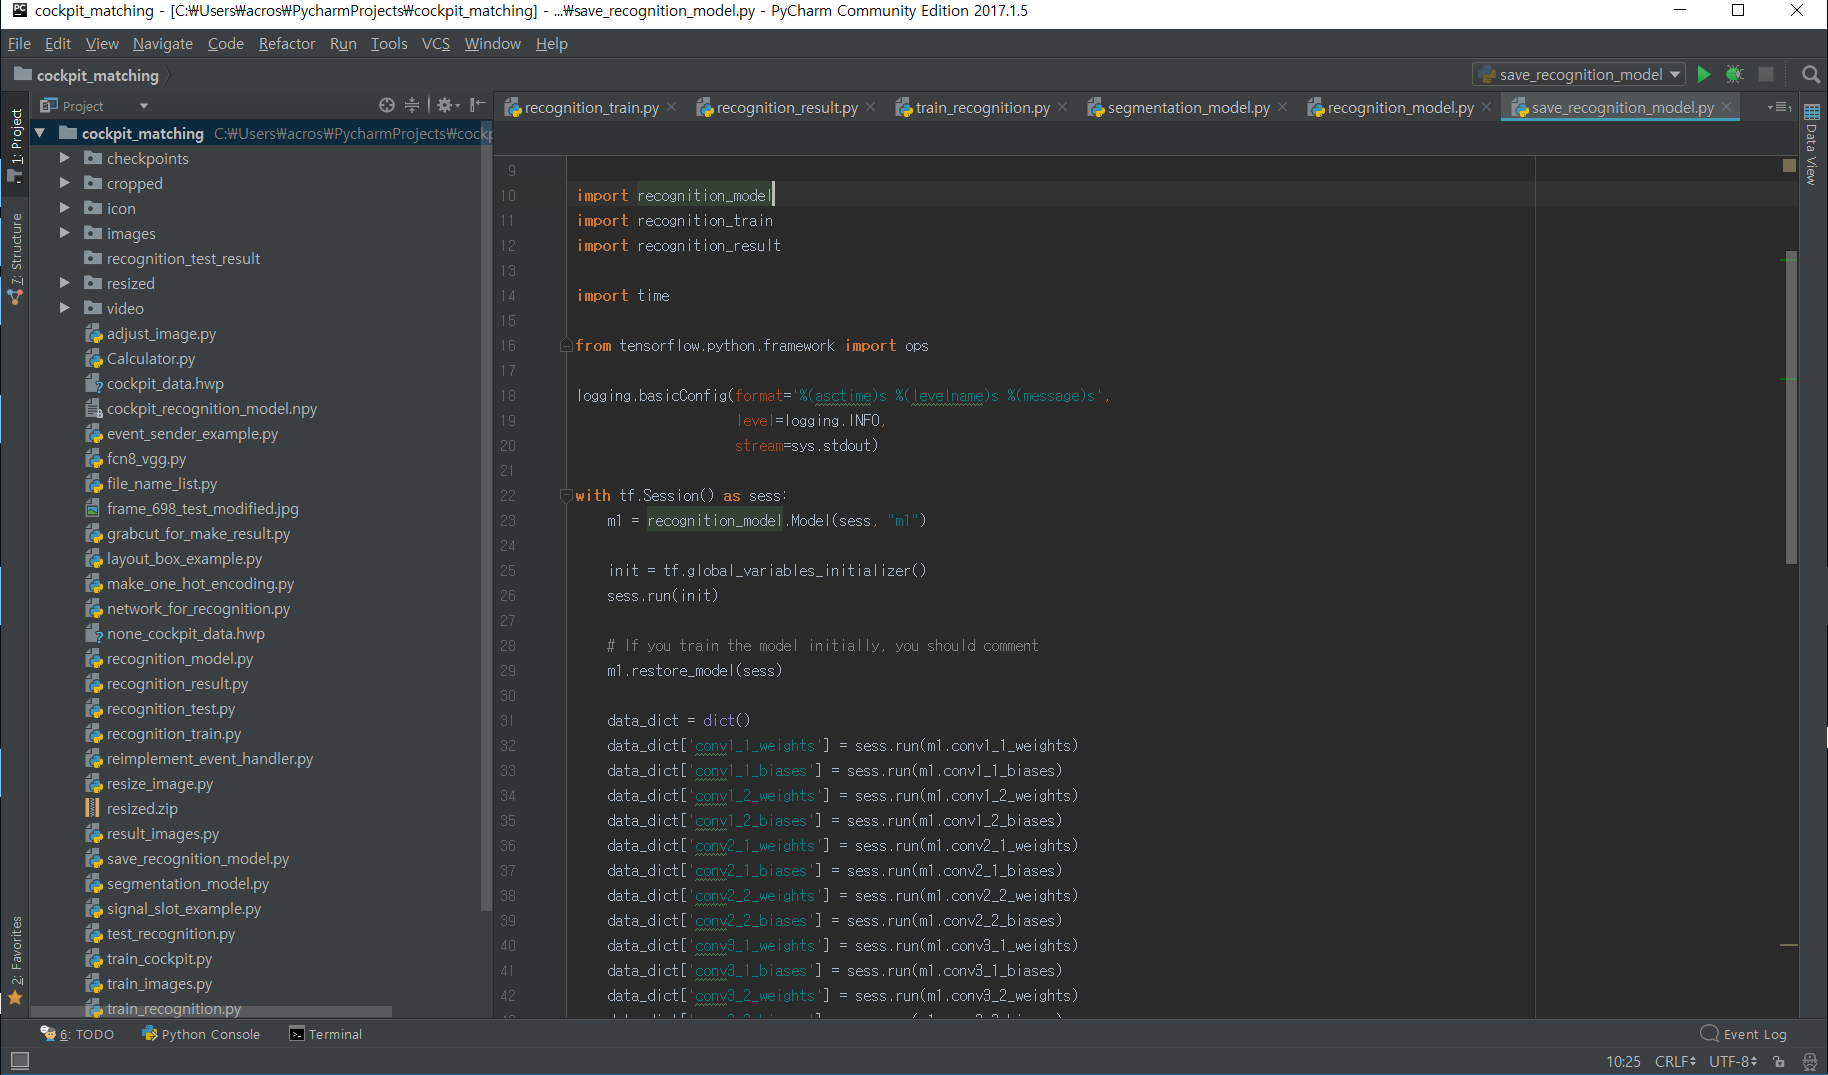 cockpit_matching - [C:₩Users₩acros₩PycharmProjects₩cockpit_matching] - ...₩save_recognition_model.py - PyCharm Community Edition 2017.1.5
File Edit View Navigate Code Refactor Run Tools VCS Window Help
cockpit_matching
save_recognition_model
Project
recognition_train.py
recognition_result.py
train_recognition.py
segmentation_model.py
recognition_model.py
save_recognition_model.py
1: Project
7: Structure
2: Favorites
Data View
cockpit_matching C:₩Users₩acros₩PycharmProjects₩cockp
checkpoints
cropped
icon
images
recognition_test_result
resized
video
adjust_image.py
Calculator.py
cockpit_data.hwp
cockpit_recognition_model.npy
event_sender_example.py
fcn8_vgg.py
file_name_list.py
frame_698_test_modified.jpg
grabcut_for_make_result.py
layout_box_example.py
make_one_hot_encoding.py
network_for_recognition.py
none_cockpit_data.hwp
recognition_model.py
recognition_result.py
recognition_test.py
recognition_train.py
reimplement_event_handler.py
resize_image.py
resized.zip
result_images.py
save_recognition_model.py
segmentation_model.py
signal_slot_example.py
test_recognition.py
train_cockpit.py
train_images.py
train_recognition.py
9
10 import recognition_model
11 import recognition_train
12 import recognition_result
13
14 import time
15
16 from tensorflow.python.framework import ops
17
18 logging.basicConfig(format='%(asctime)s %(levelname)s %(message)s',
19 level=logging.INFO,
20 stream=sys.stdout)
21
22 with tf.Session() as sess:
23 m1 = recognition_model.Model(sess, "m1")
24
25 init = tf.global_variables_initializer()
26 sess.run(init)
27
28 # If you train the model initially, you should comment
29 m1.restore_model(sess)
30
31 data_dict = dict()
32 data_dict['conv1_1_weights'] = sess.run(m1.conv1_1_weights)
33 data_dict['conv1_1_biases'] = sess.run(m1.conv1_1_biases)
34 data_dict['conv1_2_weights'] = sess.run(m1.conv1_2_weights)
35 data_dict['conv1_2_biases'] = sess.run(m1.conv1_2_biases)
36 data_dict['conv2_1_weights'] = sess.run(m1.conv2_1_weights)
37 data_dict['conv2_1_biases'] = sess.run(m1.conv2_1_biases)
38 data_dict['conv2_2_weights'] = sess.run(m1.conv2_2_weights)
39 data_dict['conv2_2_biases'] = sess.run(m1.conv2_2_biases)
40 data_dict['conv3_1_weights'] = sess.run(m1.conv3_1_weights)
41 data_dict['conv3_1_biases'] = sess.run(m1.conv3_1_biases)
42 data_dict['conv3_2_weights'] = sess.run(m1.conv3_2_weights)
6: TODO Python Console Terminal Event Log
10:25 CRLF UTF-8